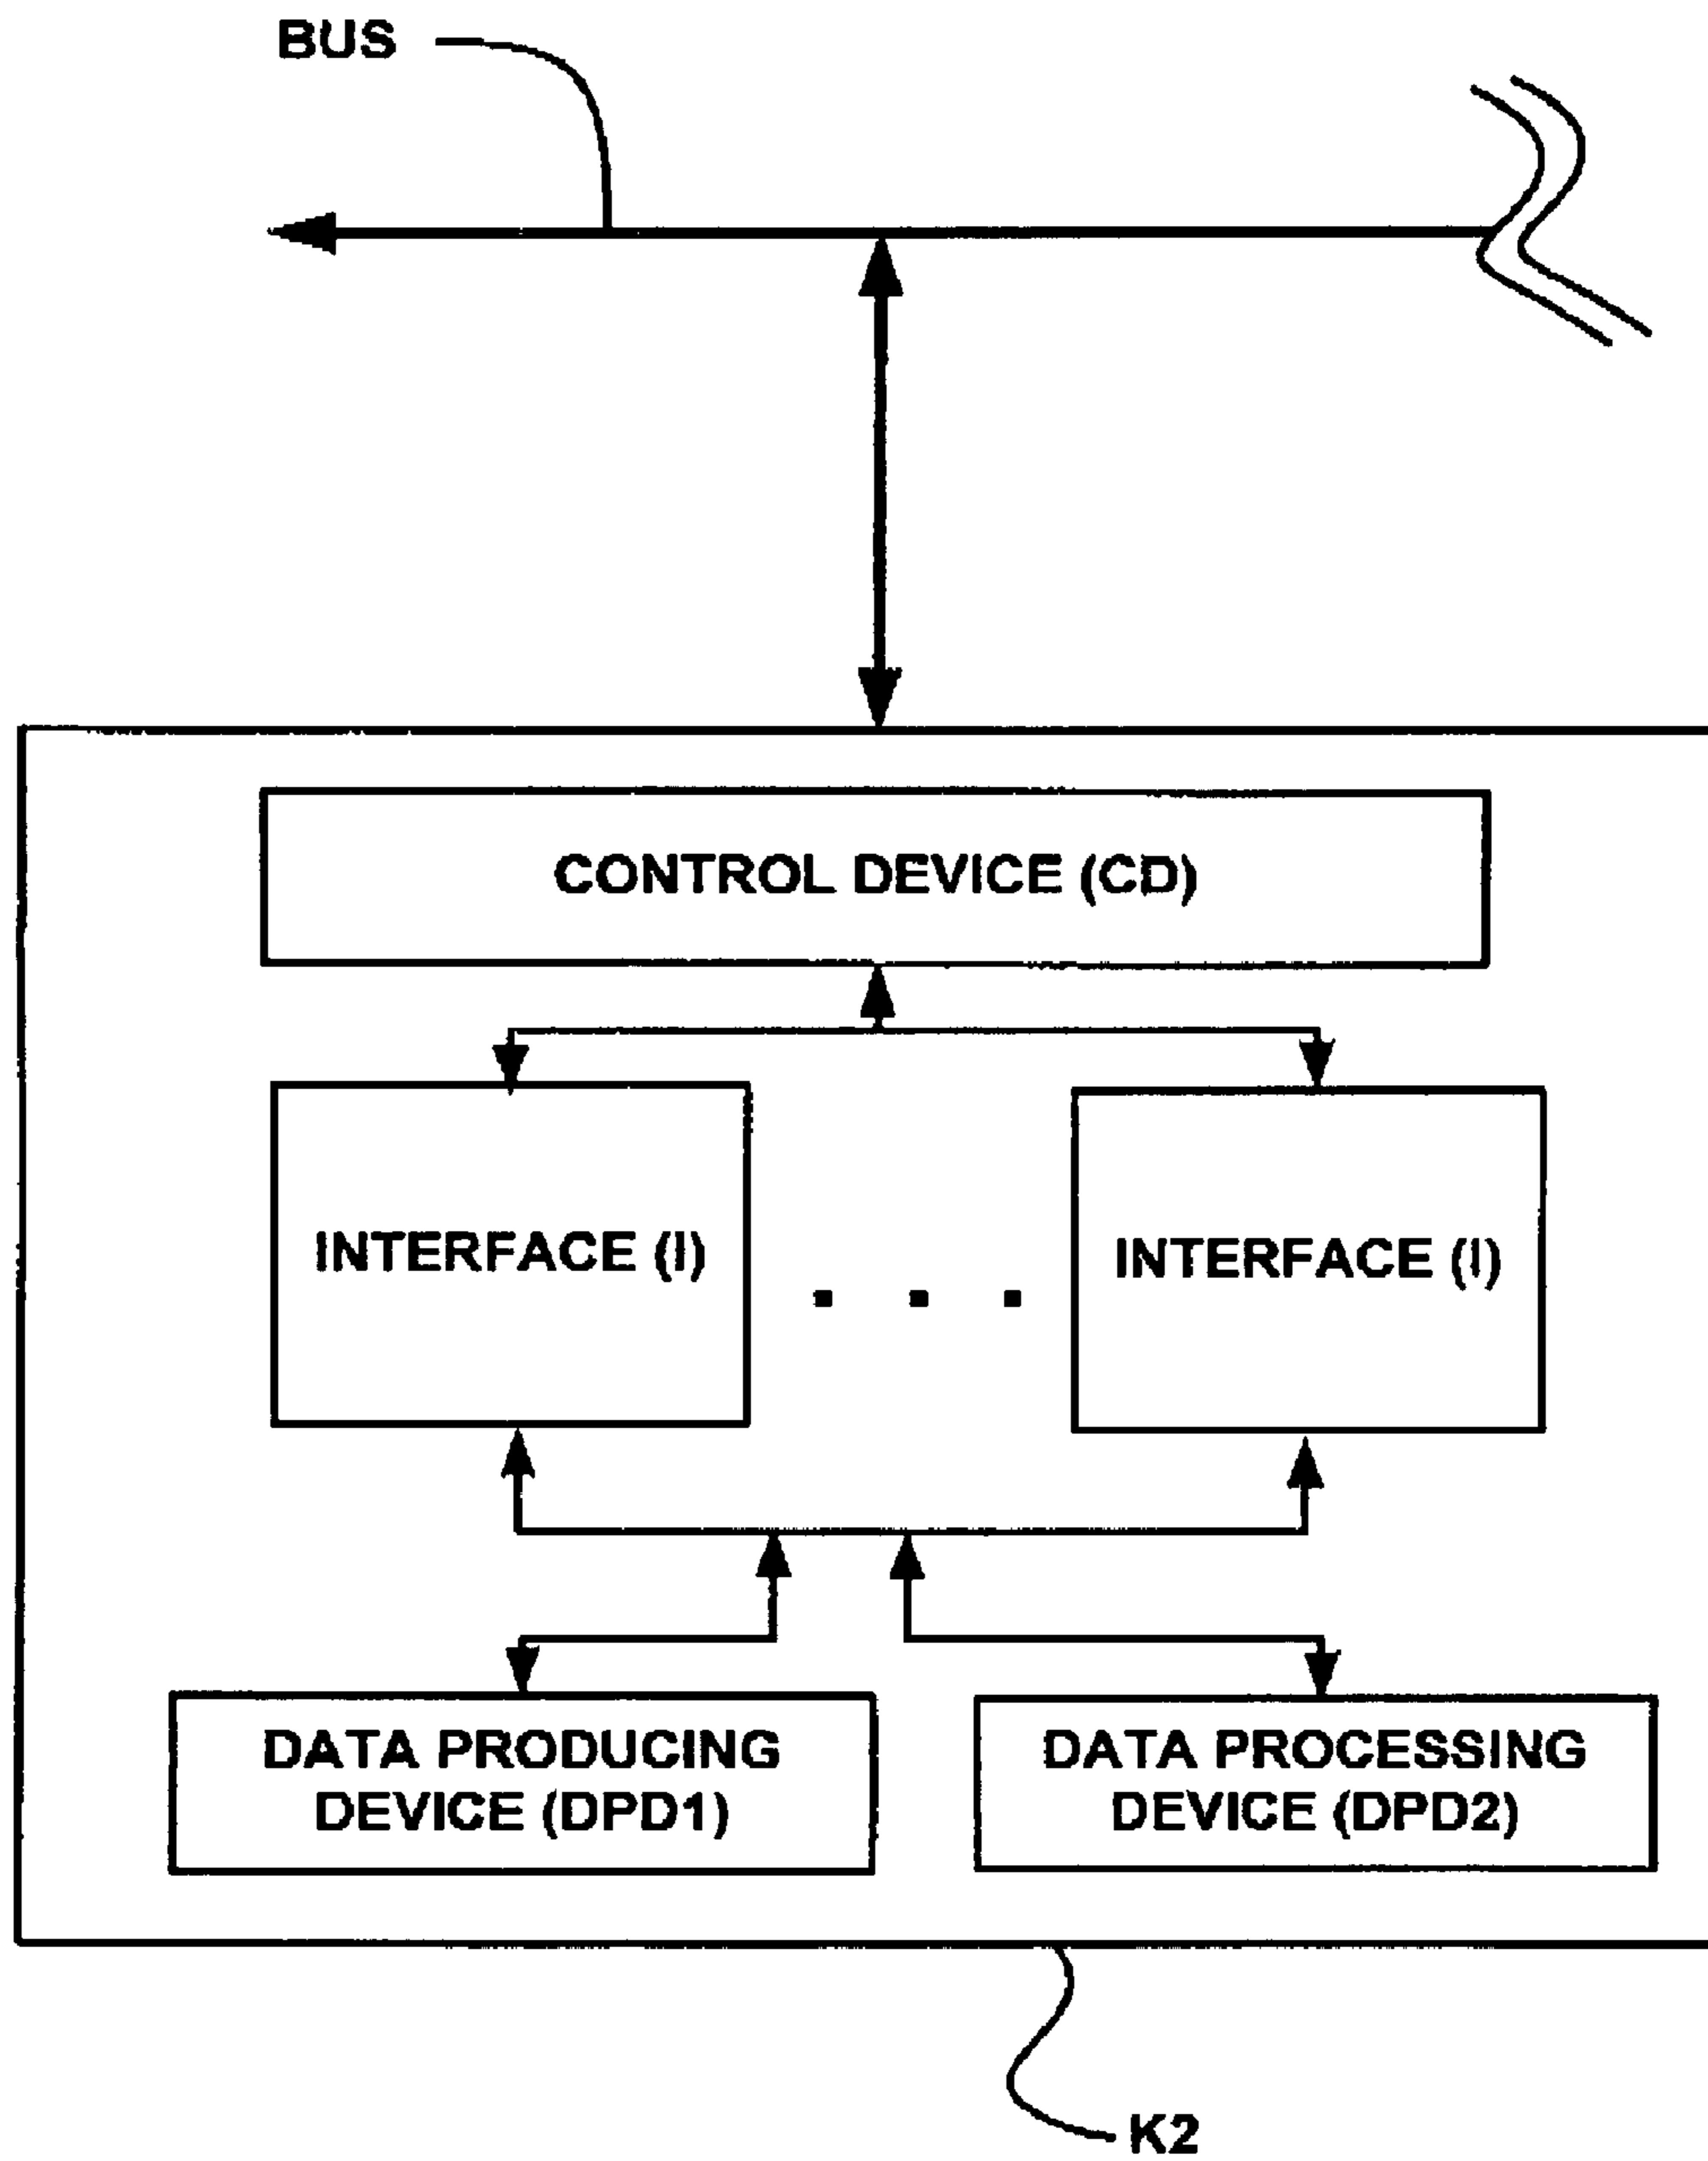 BUS
CONTROL DEVICE (CD)
INTERFACE (I)
INTERFACE (I)
DATA PRODUCING
DEVICE (DPD1)
DATA PROCESSING
DEVICE (DPD2)
K2